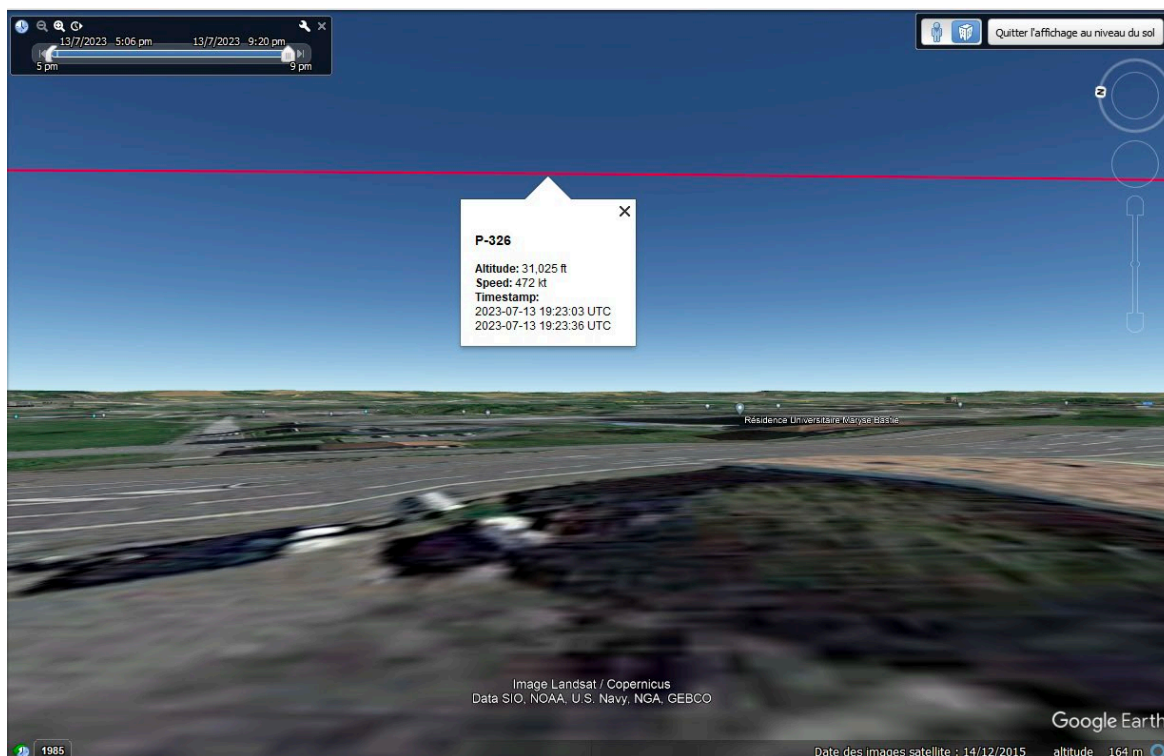 13/7/2023 5:06 pm 13/7/2023 9:20 pm
5 pm 9 pm
Quitter l'affichage au niveau du sol
N
P-326
Altitude: 31,025 ft
Speed: 472 kt
Timestamp:
2023-07-13 19:23:03 UTC
2023-07-13 19:23:36 UTC
Résidence Universitaire Maryse Bastié
Image Landsat / Copernicus
Data SIO, NOAA, U.S. Navy, NGA, GEBCO
Google Earth
1985
Date des images satellite : 14/12/2015 altitude 164 m